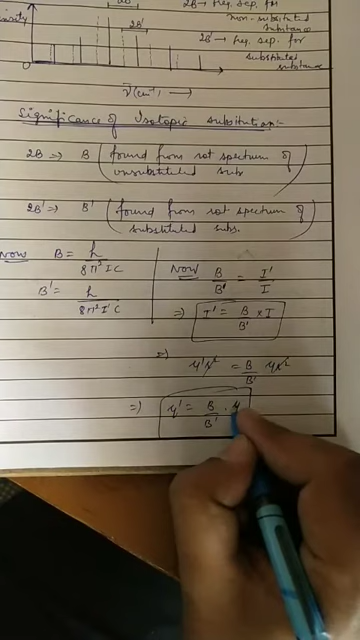 2B'
2B → freq. sep. for
non-substituted
substance
2B' → freq. sep. for
substituted
substance
0
ν̄ (cm⁻¹) --->
Significance of Isotopic substitution:-
2B => B (found from rot spectrum of
unsubstituted subs.)
2B' => B' (found from rot spectrum of
substituted subs.)
Now B = h / 8π²IC
B' = h / 8π²I'C
Now B/B' = I'/I
=> I' = B/B' × I
=> μ'r² = B/B' μr²
=> μ' = B/B' . μ